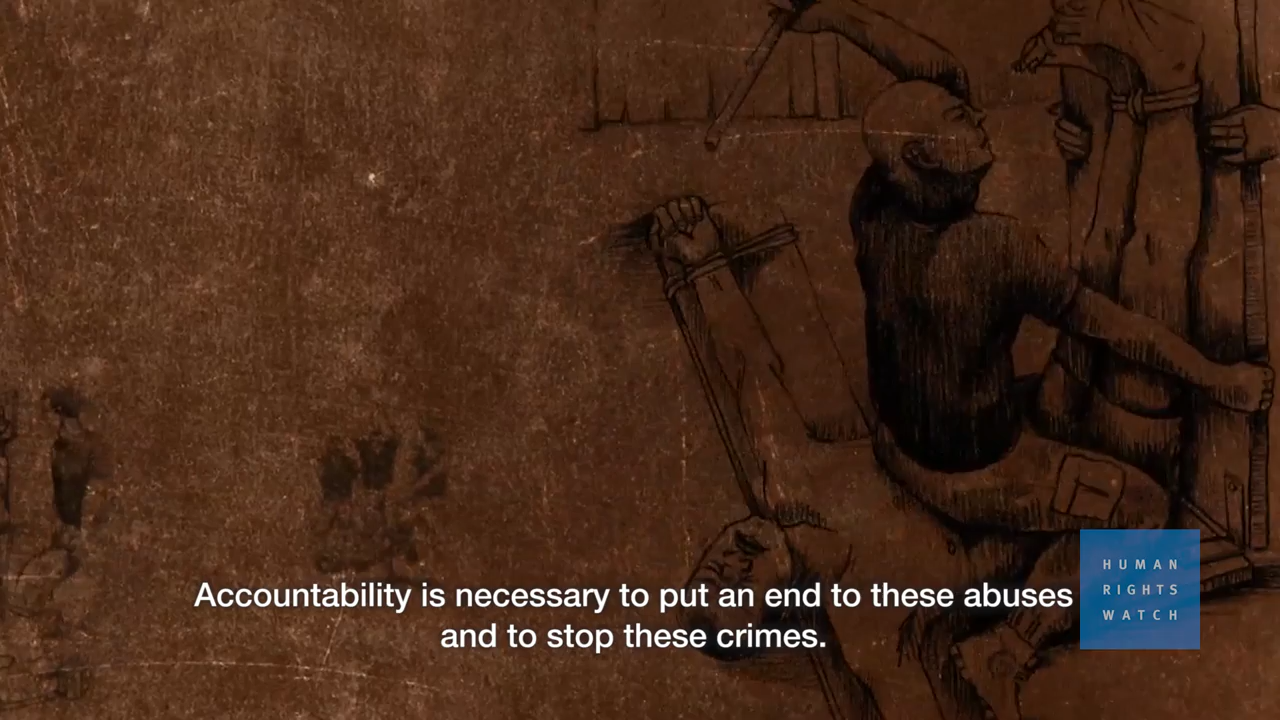 Accountability is necessary to put an end to these abuses
and to stop these crimes.
HUMAN
RIGHTS
WATCH